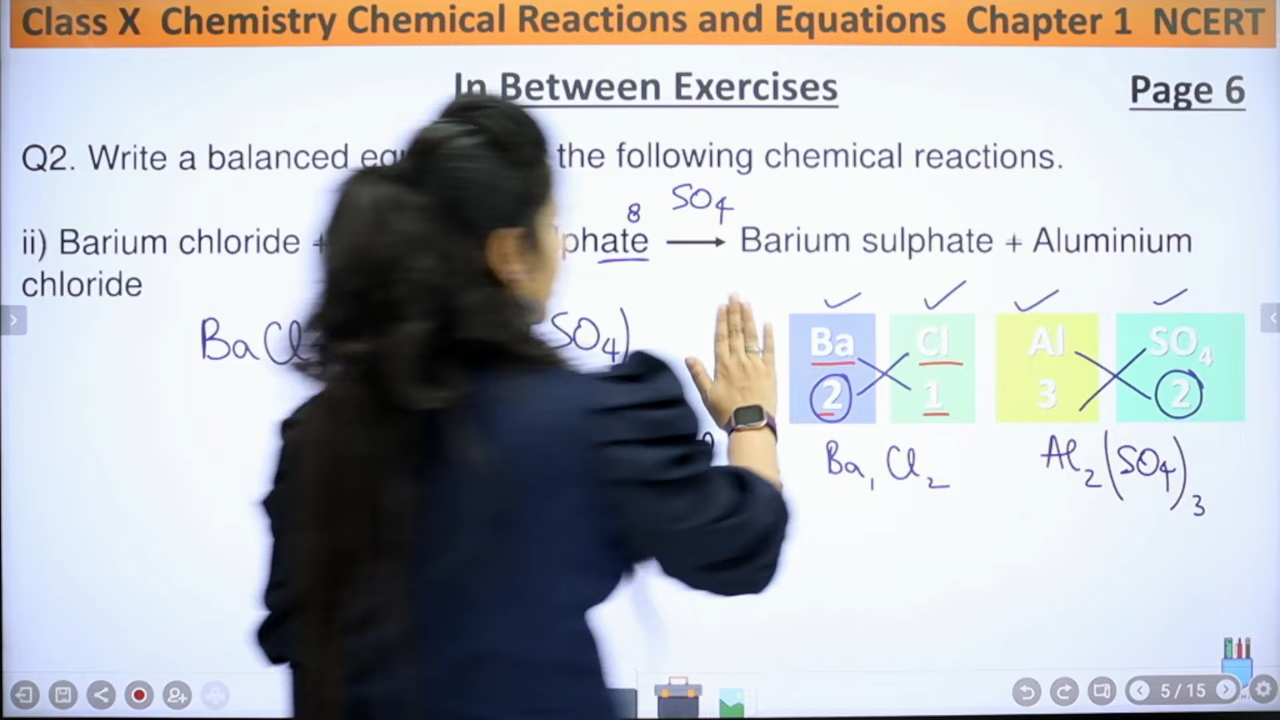 Class X Chemistry Chemical Reactions and Equations Chapter 1 NCERT
In Between Exercises Page 6
Q2. Write a balanced the following chemical reactions.
8 SO4
ii) Barium chloride + Barium sulphate + Aluminium
chloride
BaCl SO4)
Ba Cl Al SO4
2 1 3 2
Ba1 Cl2 Al2(SO4)3
5 / 15